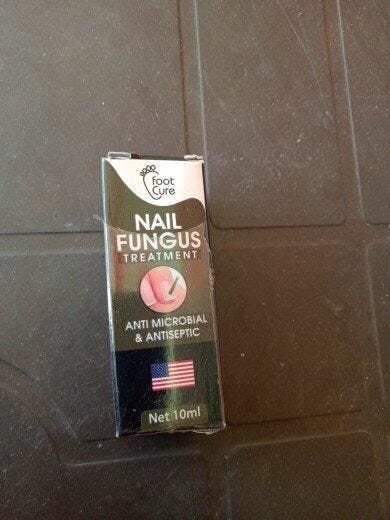 foot
Cure
NAIL
FUNGUS
TREATMENT
ANTI MICROBIAL
& ANTISEPTIC
Net 10ml